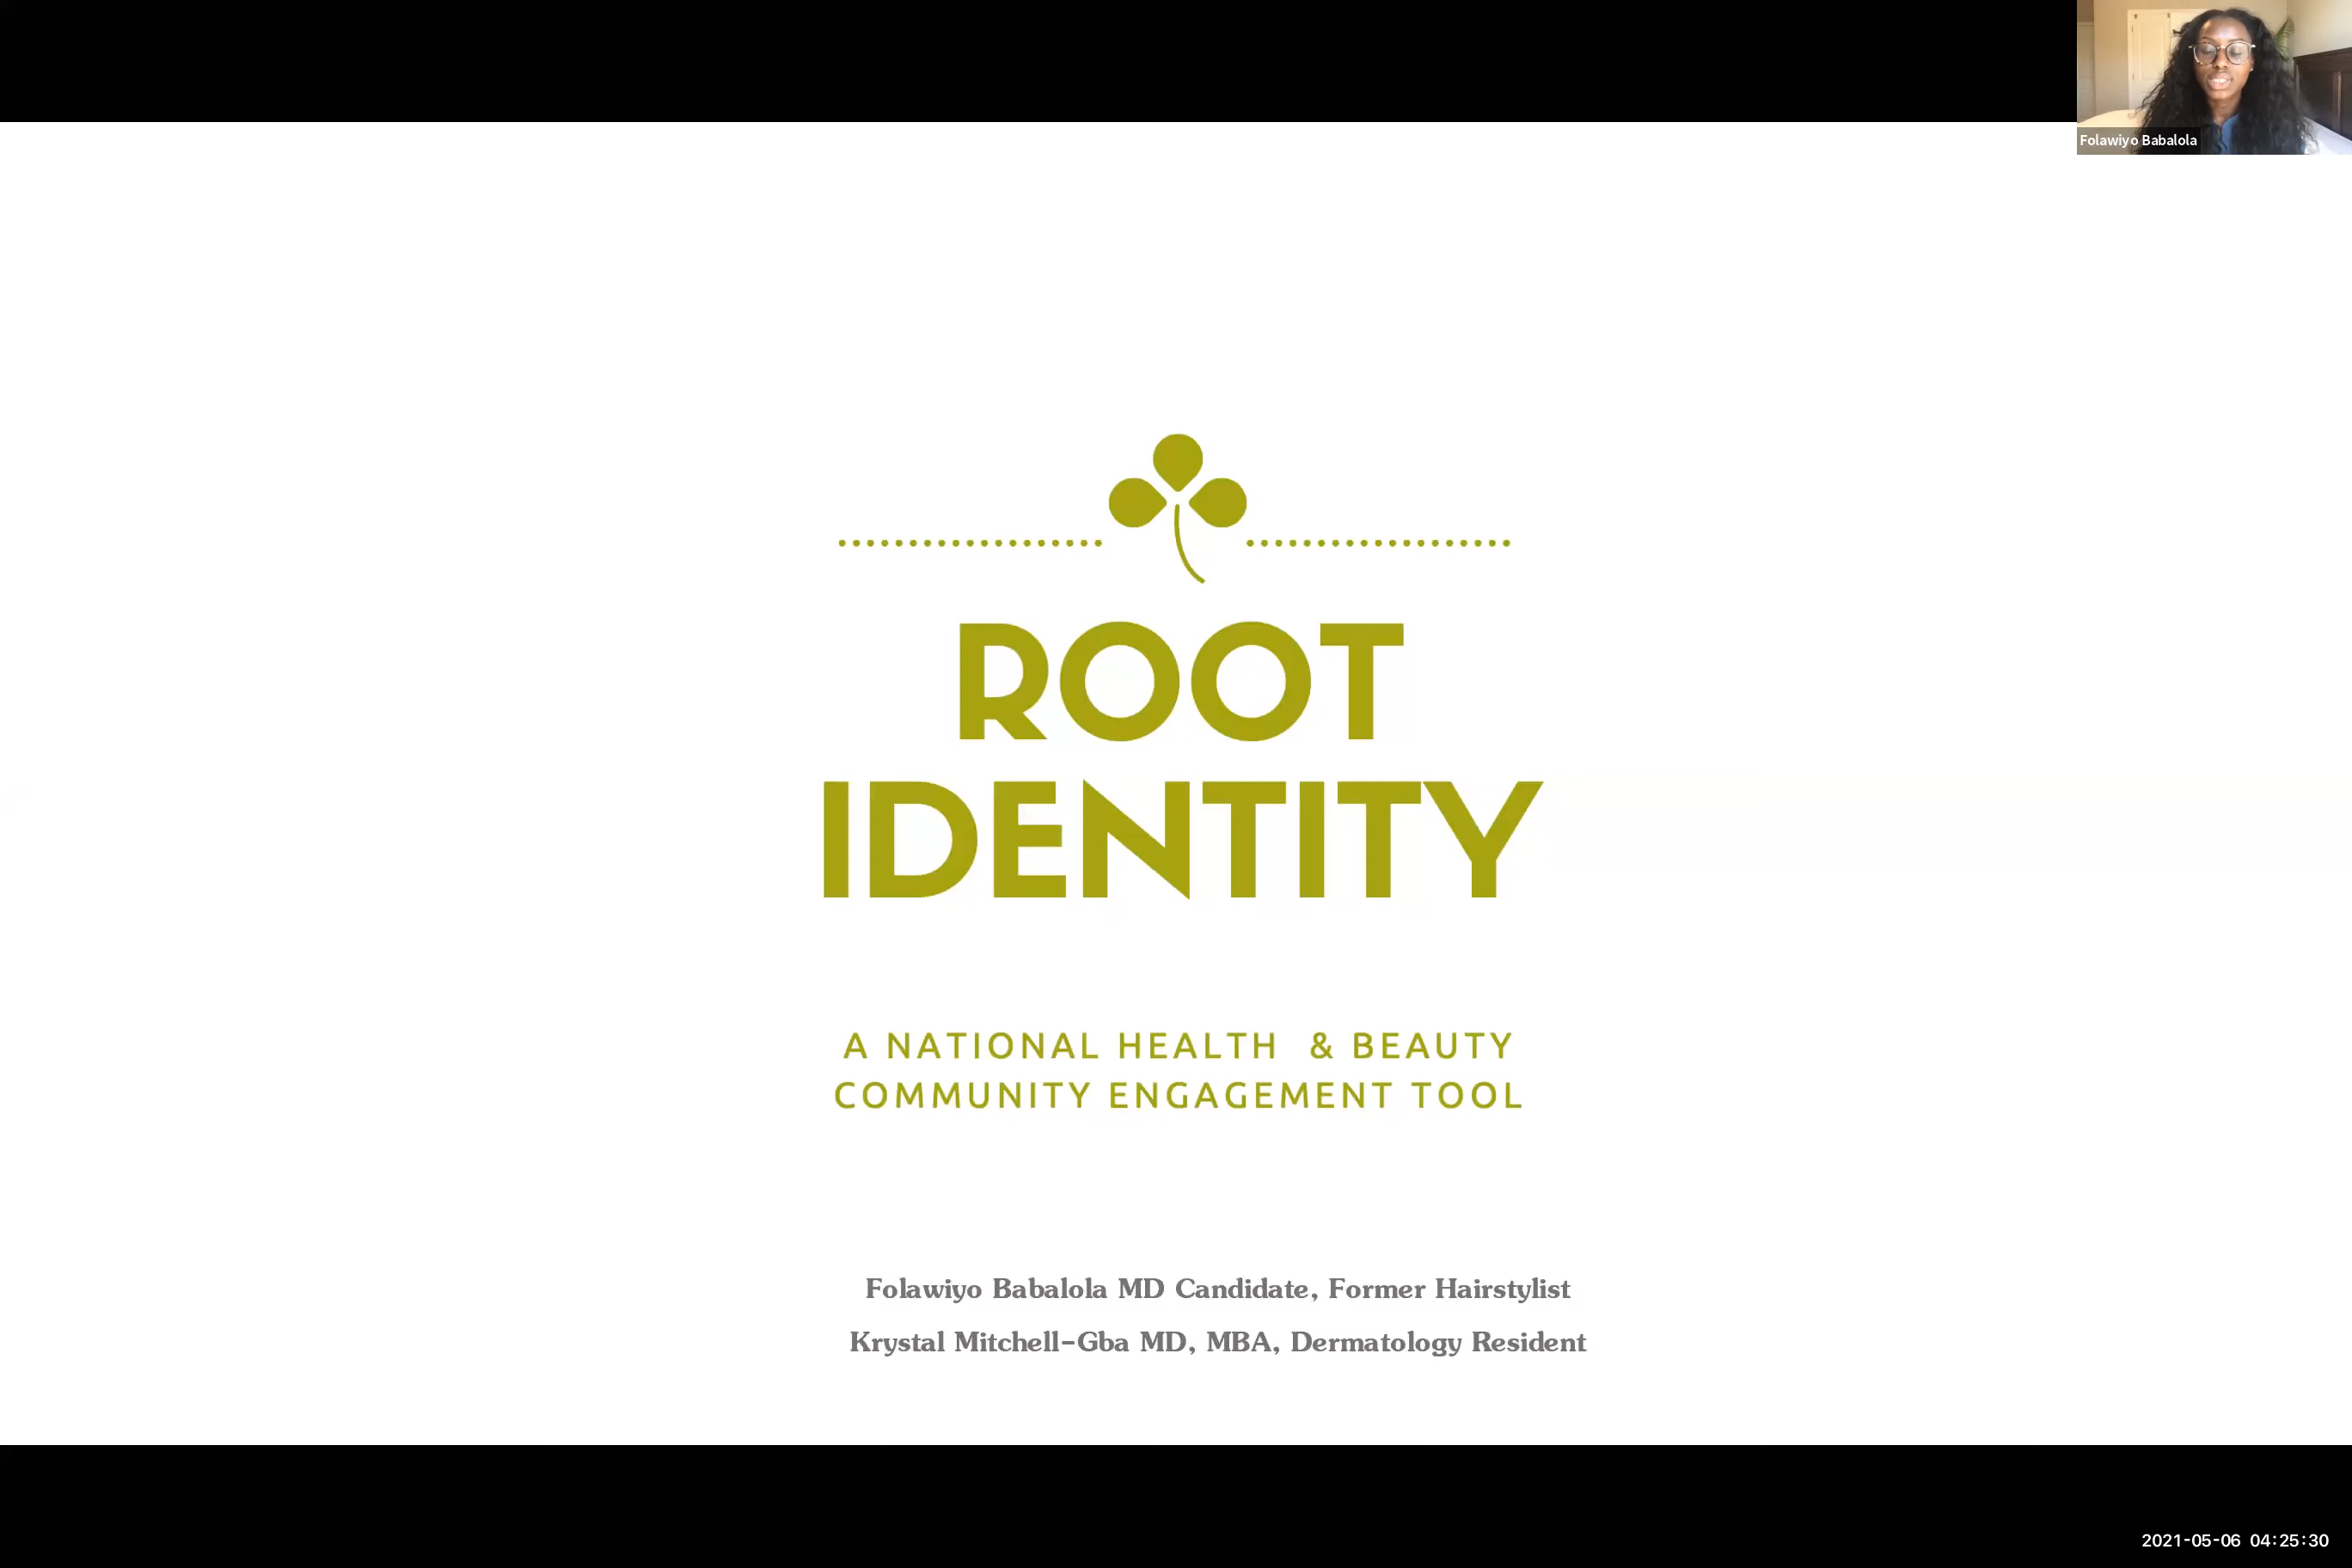 Folawiyo Babalola
ROOT
IDENTITY
A NATIONAL HEALTH & BEAUTY
COMMUNITY ENGAGEMENT TOOL
Folawiyo Babalola MD Candidate, Former Hairstylist
Krystal Mitchell-Gba MD, MBA, Dermatology Resident
2021-05-06 04:25:30